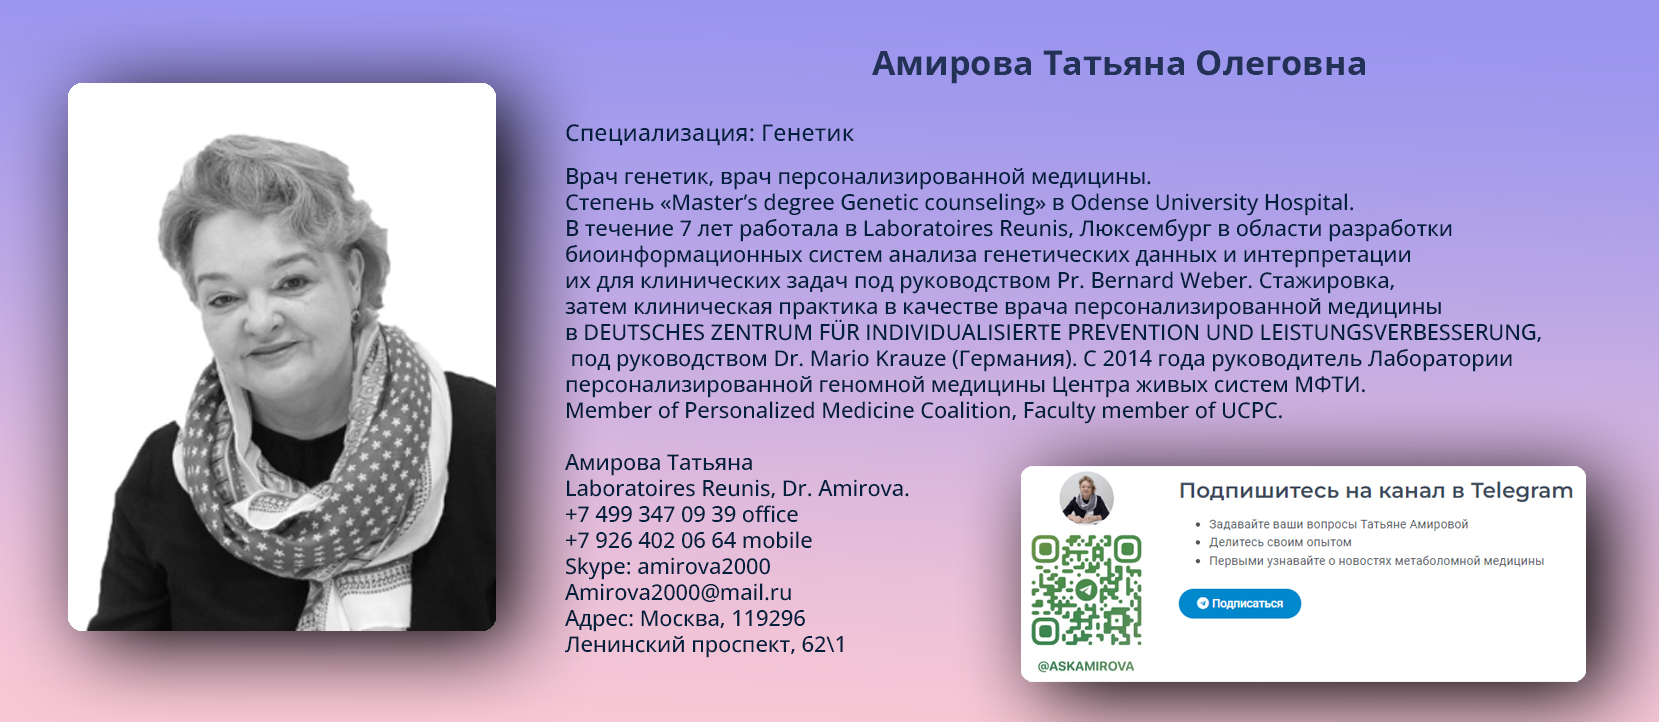 Амирова Татьяна Олеговна
Специализация: Генетик
Врач генетик, врач персонализированной медицины.
Степень «Master’s degree Genetic counseling» в Odense University Hospital.
В течение 7 лет работала в Laboratoires Reunis, Люксембург в области разработки
биоинформационных систем анализа генетических данных и интерпретации
их для клинических задач под руководством Pr. Bernard Weber. Стажировка,
затем клиническая практика в качестве врача персонализированной медицины
в DEUTSCHES ZENTRUM FÜR INDIVIDUALISIERTE PREVENTION UND LEISTUNGSVERBESSERUNG,
под руководством Dr. Mario Krauze (Германия). С 2014 года руководитель Лаборатории
персонализированной геномной медицины Центра живых систем МФТИ.
Member of Personalized Medicine Coalition, Faculty member of UCPC.
Амирова Татьяна
Laboratoires Reunis, Dr. Amirova.
+7 499 347 09 39 office
+7 926 402 06 64 mobile
Skype: amirova2000
Amirova2000@mail.ru
Адрес: Москва, 119296
Ленинский проспект, 62\1
Подпишитесь на канал в Telegram
• Задавайте ваши вопросы Татьяне Амировой
• Делитесь своим опытом
• Первыми узнавайте о новостях метаболомной медицины
Подписаться
@ASKAMIROVA